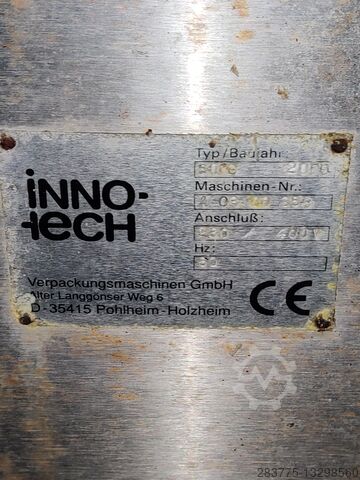 iNNO-
tECH
Typ/Baujahr:
Maschinen-Nr.:
Anschluß:
/ 400V
Hz:
50
Verpackungsmaschinen GmbH
Alter Langgönser Weg 6
D-35415 Pohlheim-Holzheim
CE
283775-13298560